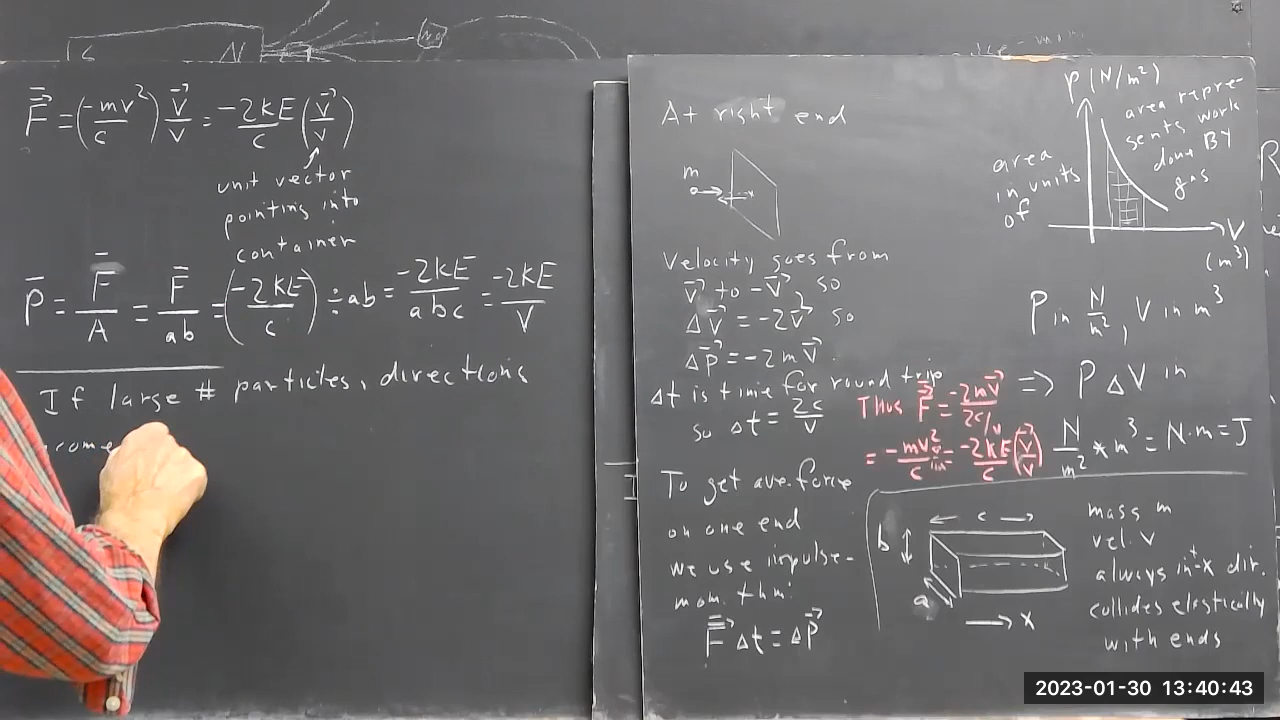 F⃗ = (-mv²/c) v⃗/v = -2kE/c (v⃗/v)
unit vector
pointing into
container
P̄ = F̄/A = F̄/ab = (-2kE/c) ÷ ab = -2kE/abc = -2kE/V
If large # particles, directions
At right end
m
Velocity goes from
v⃗ to -v⃗, so
Δv⃗ = -2v⃗ so
Δp⃗ = -2mv⃗
Δt is time for round trip
so Δt = 2c/v
Thus F⃗ = -2mv⃗/2c/v
= -mv²/c = -2kE/c (v⃗/v)
To get ave. force
on one end
we use impulse-
mom. thm:
F⃗ Δt = Δp⃗
P (N/m²)
area repre-
sents work
done BY
gas
area
in units
of
V
(m³)
P in N/m², V in m³
=> PΔV in
N/m² * m³ = N·m = J
c
b
a
x
mass m
vel. v
always in +-x dir.
collides elastically
with ends
2023-01-30 13:40:43